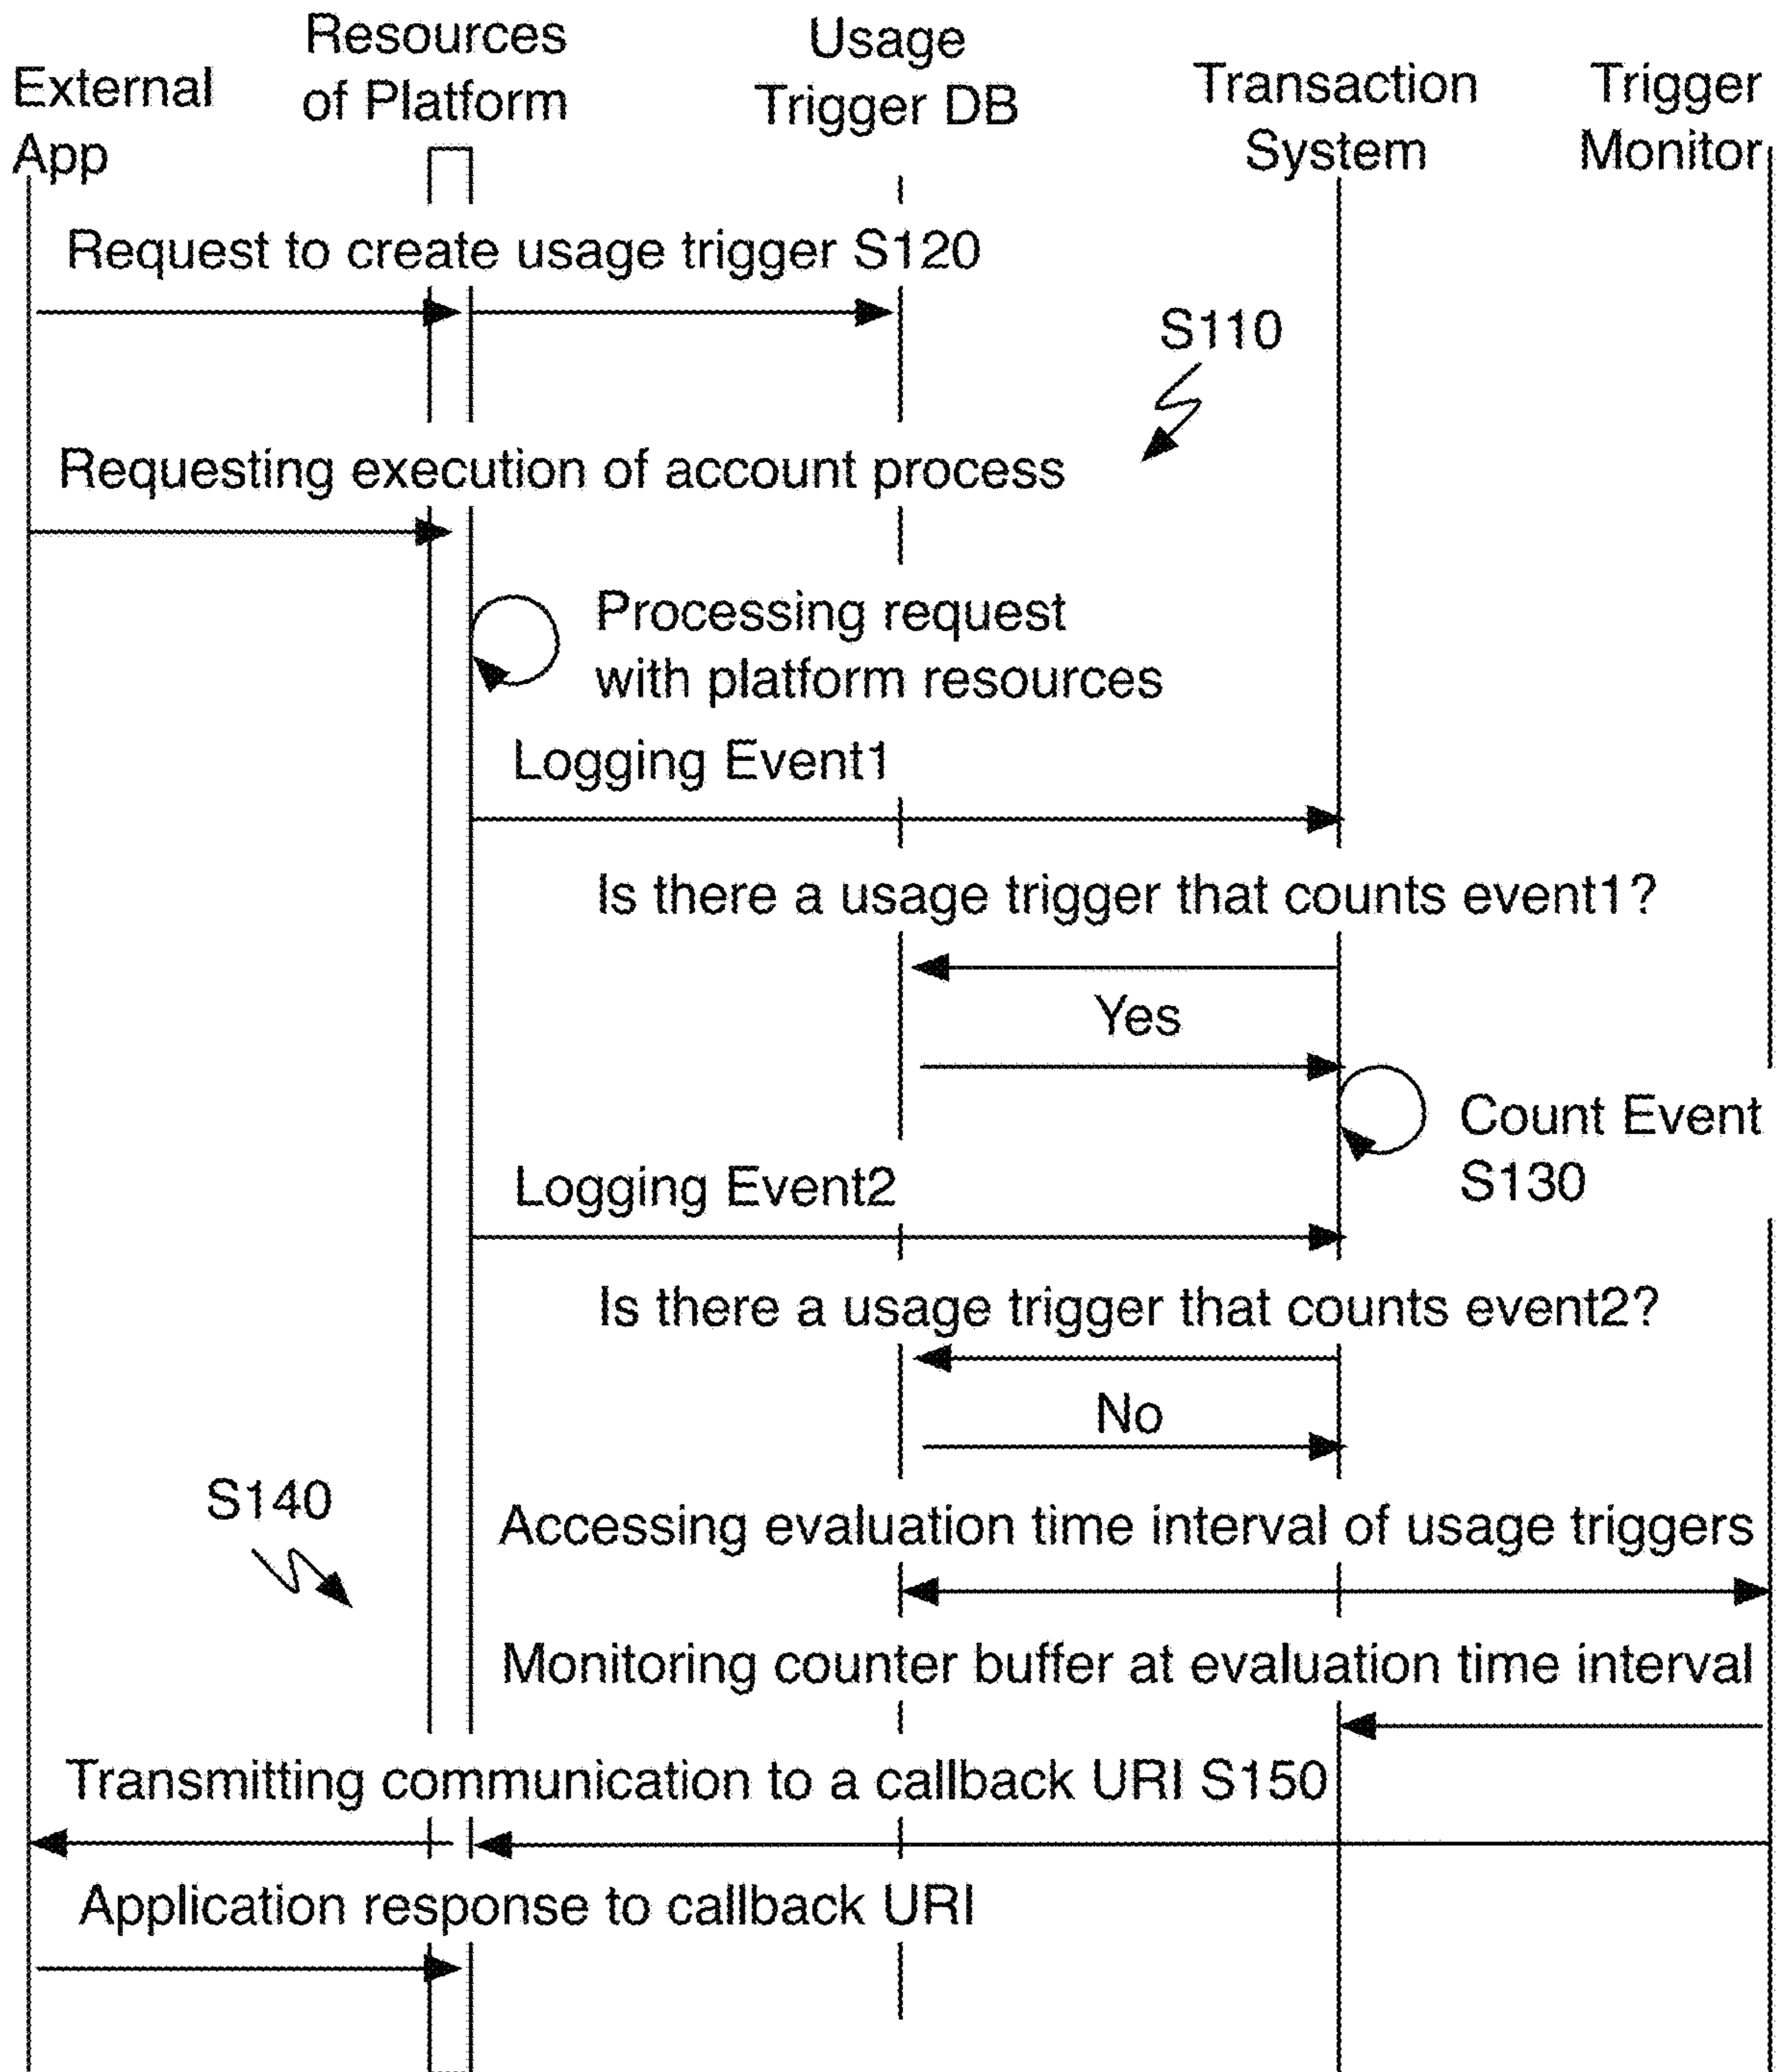 External
App
Resources
of Platform
Usage
Trigger DB
Transaction
System
Trigger
Monitor
Request to create usage trigger S120
S110
Requesting execution of account process
Processing request
with platform resources
Logging Event1
Is there a usage trigger that counts event1?
Yes
Count Event
S130
Logging Event2
Is there a usage trigger that counts event2?
No
S140
Accessing evaluation time interval of usage triggers
Monitoring counter buffer at evaluation time interval
Transmitting communication to a callback URI S150
Application response to callback URI